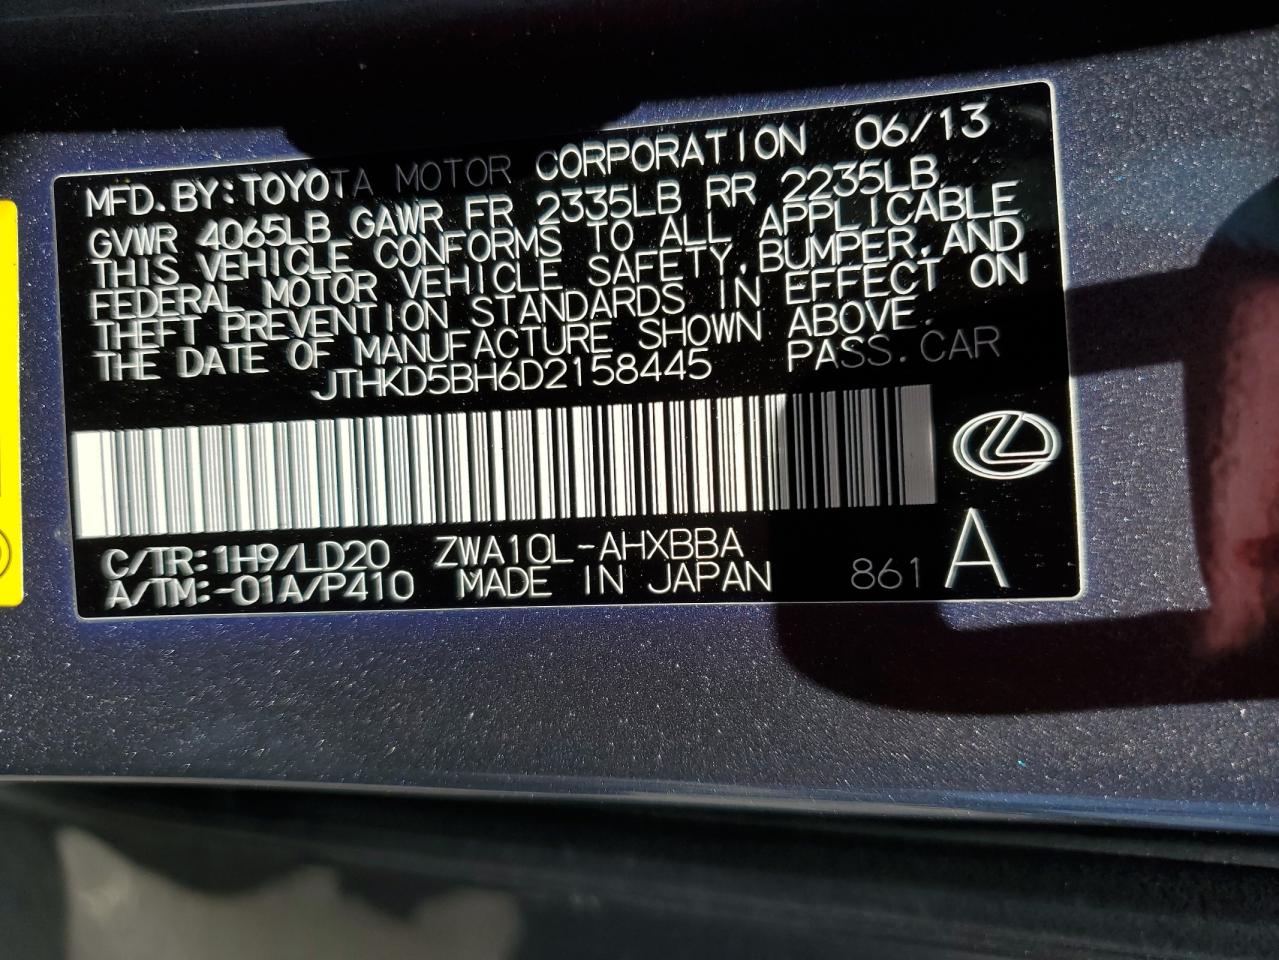 MFD. BY: TOYOTA MOTOR CORPORATION 06/13
GVWR 4065LB GAWR FR 2335LB RR 2235LB
THIS VEHICLE CONFORMS TO ALL APPLICABLE
FEDERAL MOTOR VEHICLE SAFETY, BUMPER, AND
THEFT PREVENTION STANDARDS IN EFFECT ON
THE DATE OF MANUFACTURE SHOWN ABOVE.
JTHKD5BH6D2158445 PASS. CAR
C/TR: 1H9/LD20 ZWA10L-AHXBBA
A/TM: -01A/P410 MADE IN JAPAN 861 A